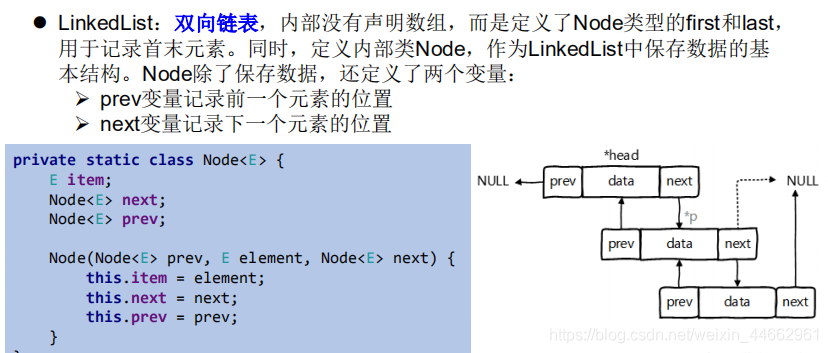 ● LinkedList：双向链表，内部没有声明数组，而是定义了Node类型的first和last，
用于记录首末元素。同时，定义内部类Node，作为LinkedList中保存数据的基
本结构。Node除了保存数据，还定义了两个变量：
➢ prev变量记录前一个元素的位置
➢ next变量记录下一个元素的位置
private static class Node<E> {
E item;
Node<E> next;
Node<E> prev;
Node(Node<E> prev, E element, Node<E> next) {
this.item = element;
this.next = next;
this.prev = prev;
}
*head
NULL
prev data next
NULL
*p
prev data next
prev data next
https://blog.csdn.net/weixin_44662961